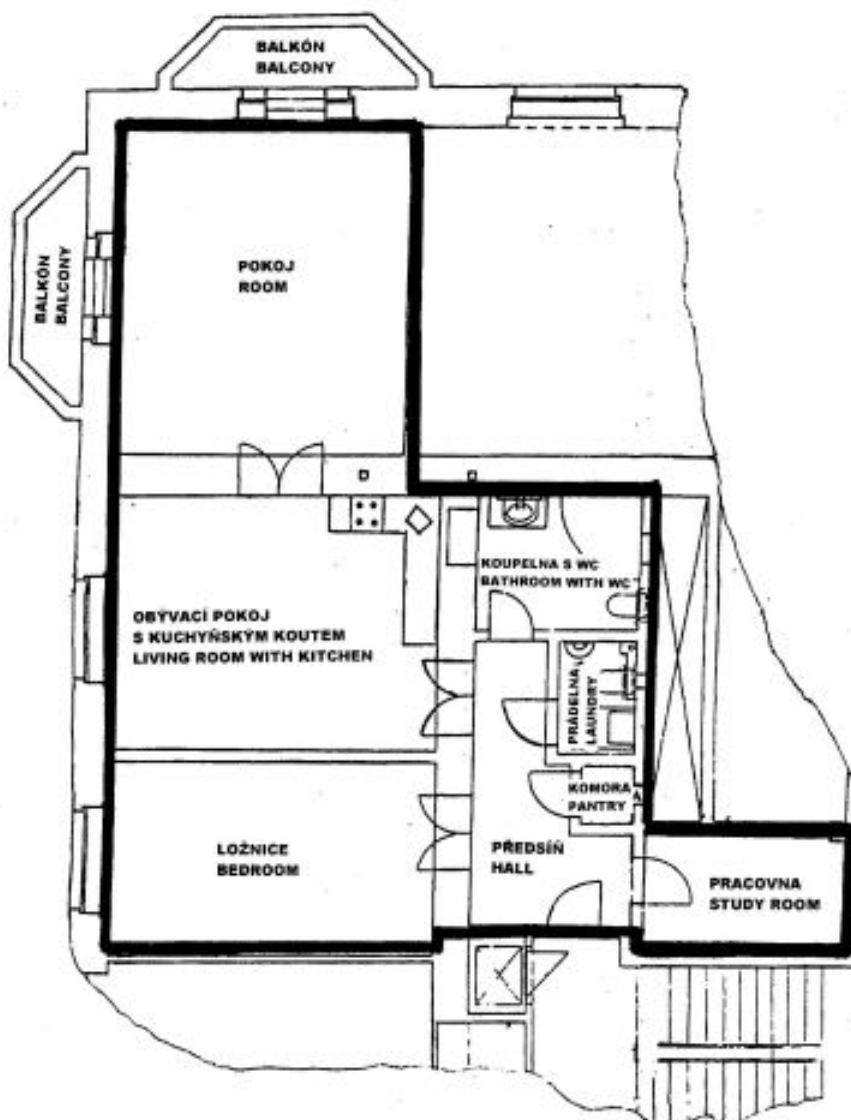 BALKÓN
BALCONY
BALKÓN
BALCONY
POKOJ
ROOM
KOUPELNA S WC
BATHROOM WITH WC
OBÝVACÍ POKOJ
S KUCHYŇSKÝM KOUTEM
LIVING ROOM WITH KITCHEN
PRÁDELNA
LAUNDRY
KOMORA
PANTRY
LOŽNICE
BEDROOM
PŘEDSÍŇ
HALL
PRACOVNA
STUDY ROOM